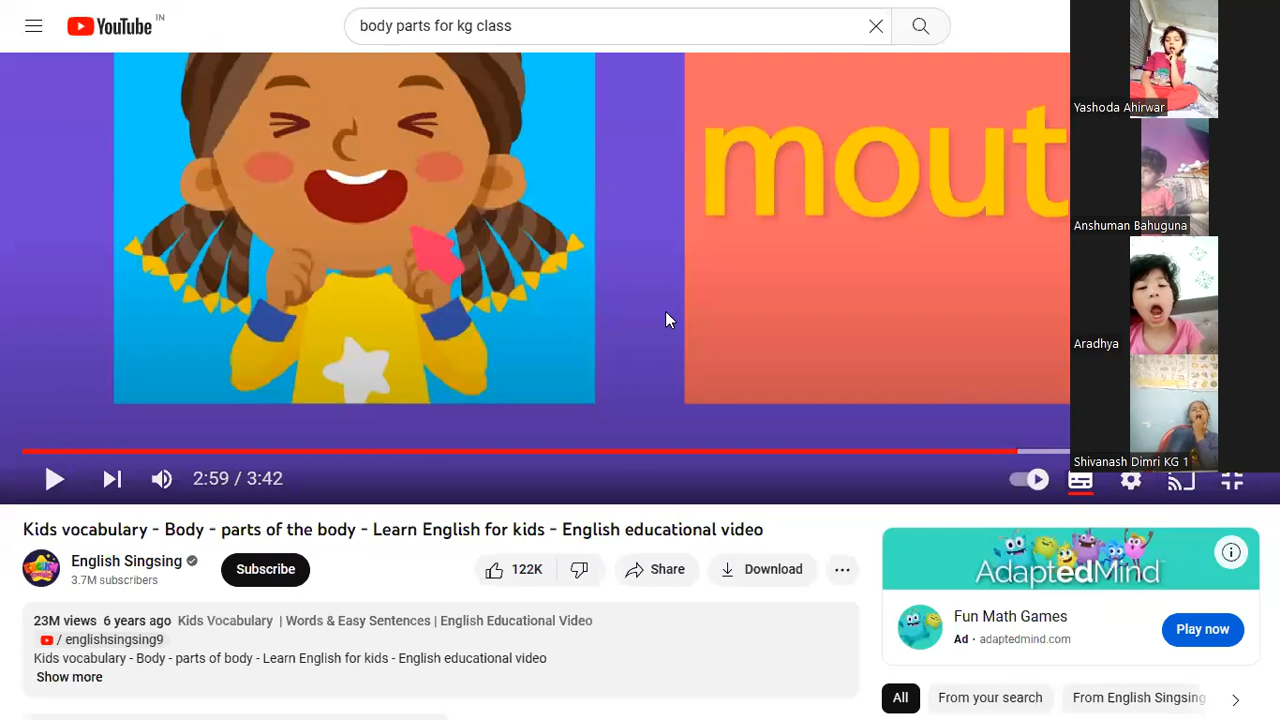 YouTube IN
body parts for kg class
mout
Yashoda Ahirwar
Anshuman Bahuguna
Aradhya
Shivanash Dimri KG 1
2:59 / 3:42
Kids vocabulary - Body - parts of the body - Learn English for kids - English educational video
English Singsing
3.7M subscribers
Subscribe
122K
Share
Download
23M views 6 years ago Kids Vocabulary | Words & Easy Sentences | English Educational Video
/ englishsingsing9
Kids vocabulary - Body - parts of body - Learn English for kids - English educational video
Show more
AdaptedMind
Fun Math Games
Ad · adaptedmind.com
Play now
All
From your search
From English Singsing